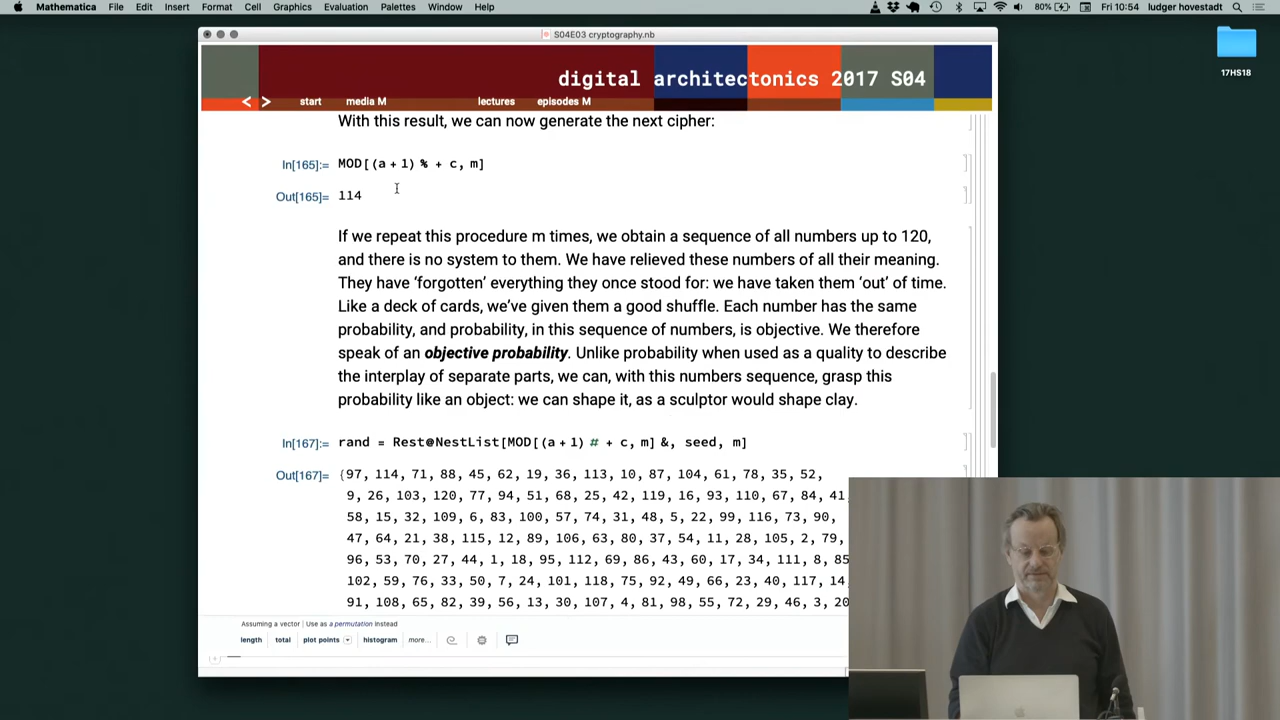 Mathematica File Edit Insert Format Cell Graphics Evaluation Palettes Window Help 80% Fri 10:54 ludger hovestadt
S04E03 cryptography.nb
17HS18
digital architectonics 2017 S04
< > start media M lectures episodes M
With this result, we can now generate the next cipher:
In[165]:= MOD[(a + 1) % + c, m]
Out[165]= 114
If we repeat this procedure m times, we obtain a sequence of all numbers up to 120,
and there is no system to them. We have relieved these numbers of all their meaning.
They have ‘forgotten’ everything they once stood for: we have taken them ‘out’ of time.
Like a deck of cards, we’ve given them a good shuffle. Each number has the same
probability, and probability, in this sequence of numbers, is objective. We therefore
speak of an objective probability. Unlike probability when used as a quality to describe
the interplay of separate parts, we can, with this numbers sequence, grasp this
probability like an object: we can shape it, as a sculptor would shape clay.
In[167]:= rand = Rest@NestList[MOD[(a + 1) # + c, m] &, seed, m]
Out[167]= {97, 114, 71, 88, 45, 62, 19, 36, 113, 10, 87, 104, 61, 78, 35, 52,
9, 26, 103, 120, 77, 94, 51, 68, 25, 42, 119, 16, 93, 110, 67, 84, 41,
58, 15, 32, 109, 6, 83, 100, 57, 74, 31, 48, 5, 22, 99, 116, 73, 90,
47, 64, 21, 38, 115, 12, 89, 106, 63, 80, 37, 54, 11, 28, 105, 2, 79,
96, 53, 70, 27, 44, 1, 18, 95, 112, 69, 86, 43, 60, 17, 34, 111, 8, 85
102, 59, 76, 33, 50, 7, 24, 101, 118, 75, 92, 49, 66, 23, 40, 117, 14
91, 108, 65, 82, 39, 56, 13, 30, 107, 4, 81, 98, 55, 72, 29, 46, 3, 20
Assuming a vector | Use as a permutation instead
length total plot points histogram more...